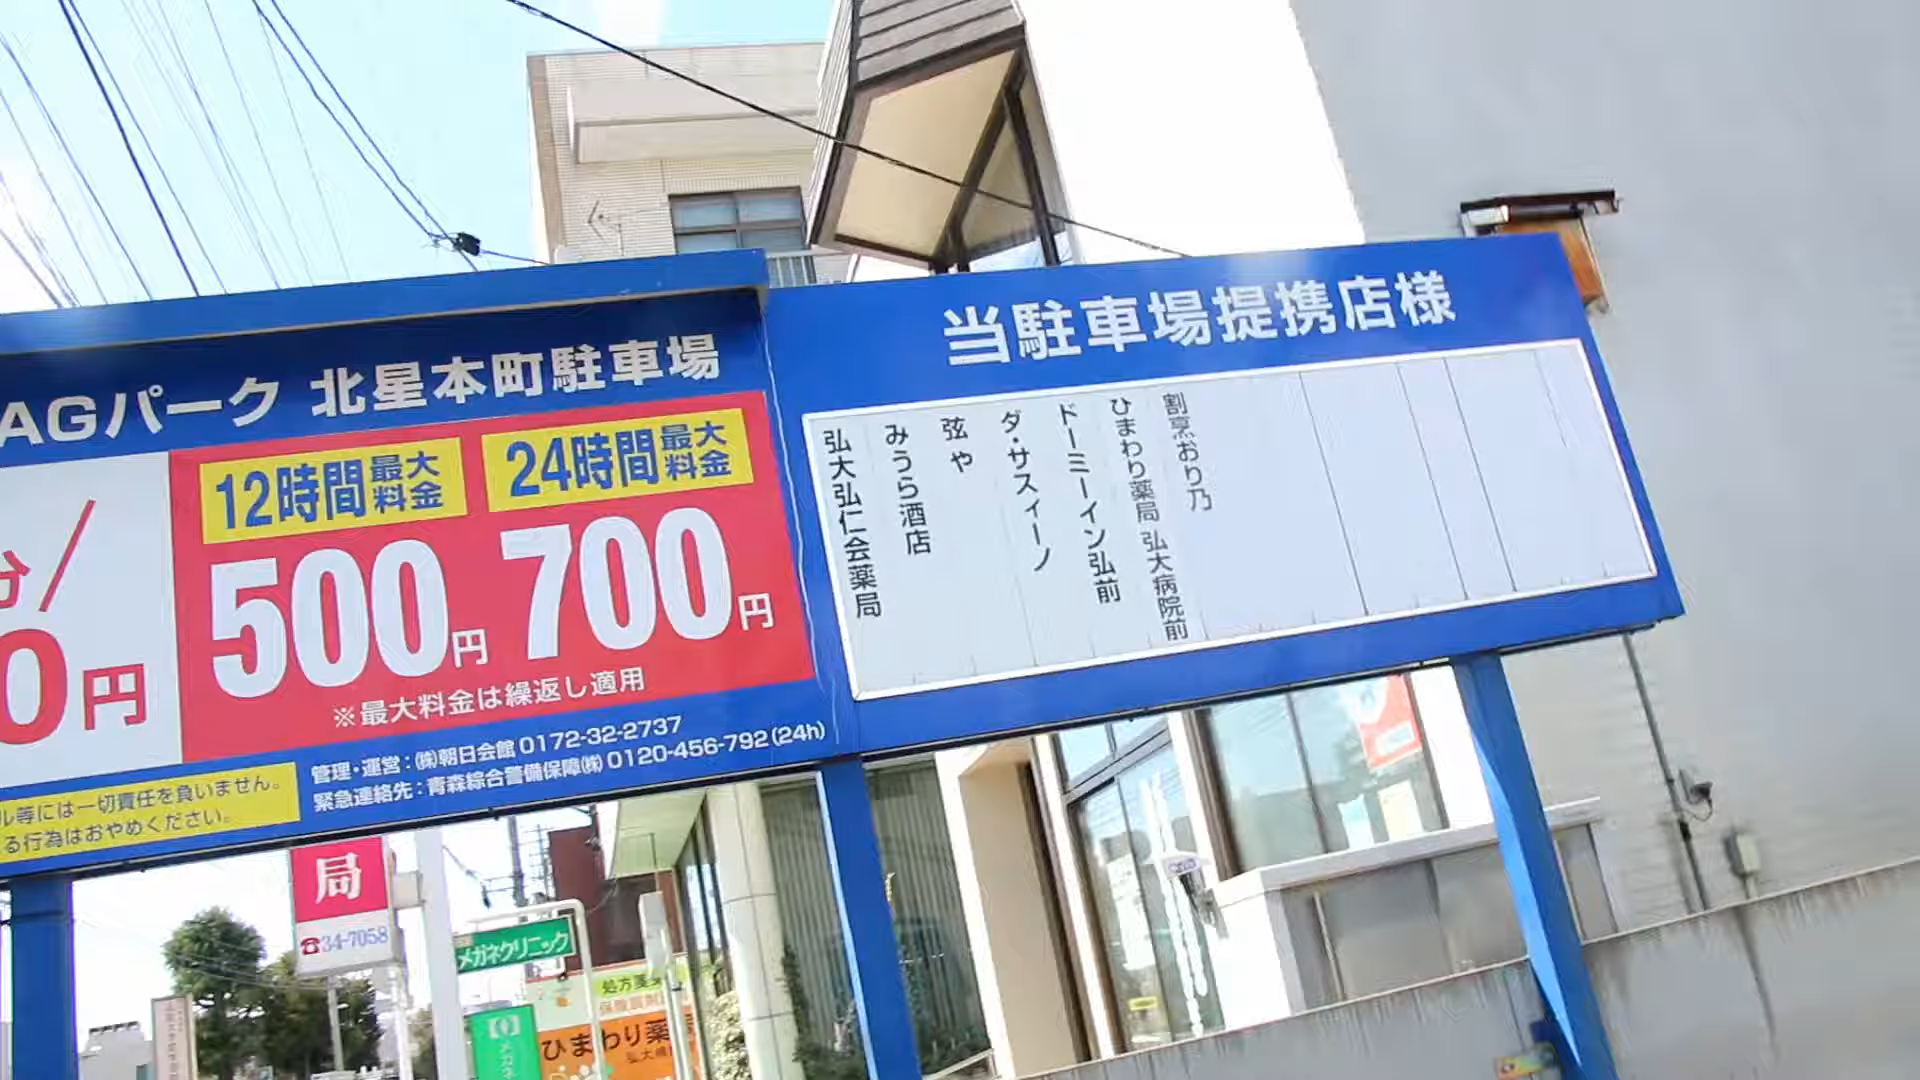 AGパーク 北星本町駐車場
分/
0円
12時間最大料金
500円
24時間最大料金
700円
※最大料金は繰返し適用
管理・運営：㈱朝日会館 0172-32-2737
緊急連絡先：青森綜合警備保障㈱ 0120-456-792(24h)
ル等には一切責任を負いません。
る行為はおやめください。
当駐車場提携店様
弘大弘仁会薬局
みうら酒店
弦や
ダ・サスィーノ
ドーミーイン弘前
ひまわり薬局 弘大病院前
割烹おり乃
局
☎34-7058
メガネクリニック
メガネ
処方薬
ひまわり薬
弘大